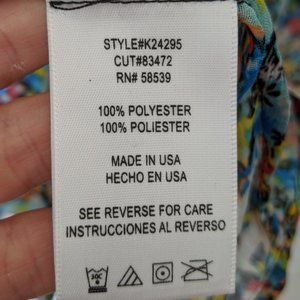 STYLE#K24295
CUT#83472
RN# 58539
100% POLYESTER
100% POLIESTER
MADE IN USA
HECHO EN USA
SEE REVERSE FOR CARE
INSTRUCCIONES AL REVERSO